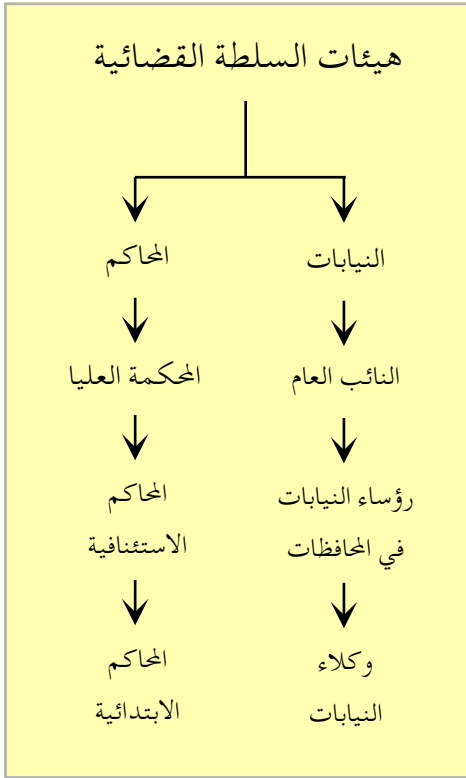 هيئات السلطة القضائية
النيابات
المحاكم
النائب العام
المحكمة العليا
رؤساء النيابات
في المحافظات
المحاكم
الاستئنافية
وكلاء
النيابات
المحاكم
الابتدائية